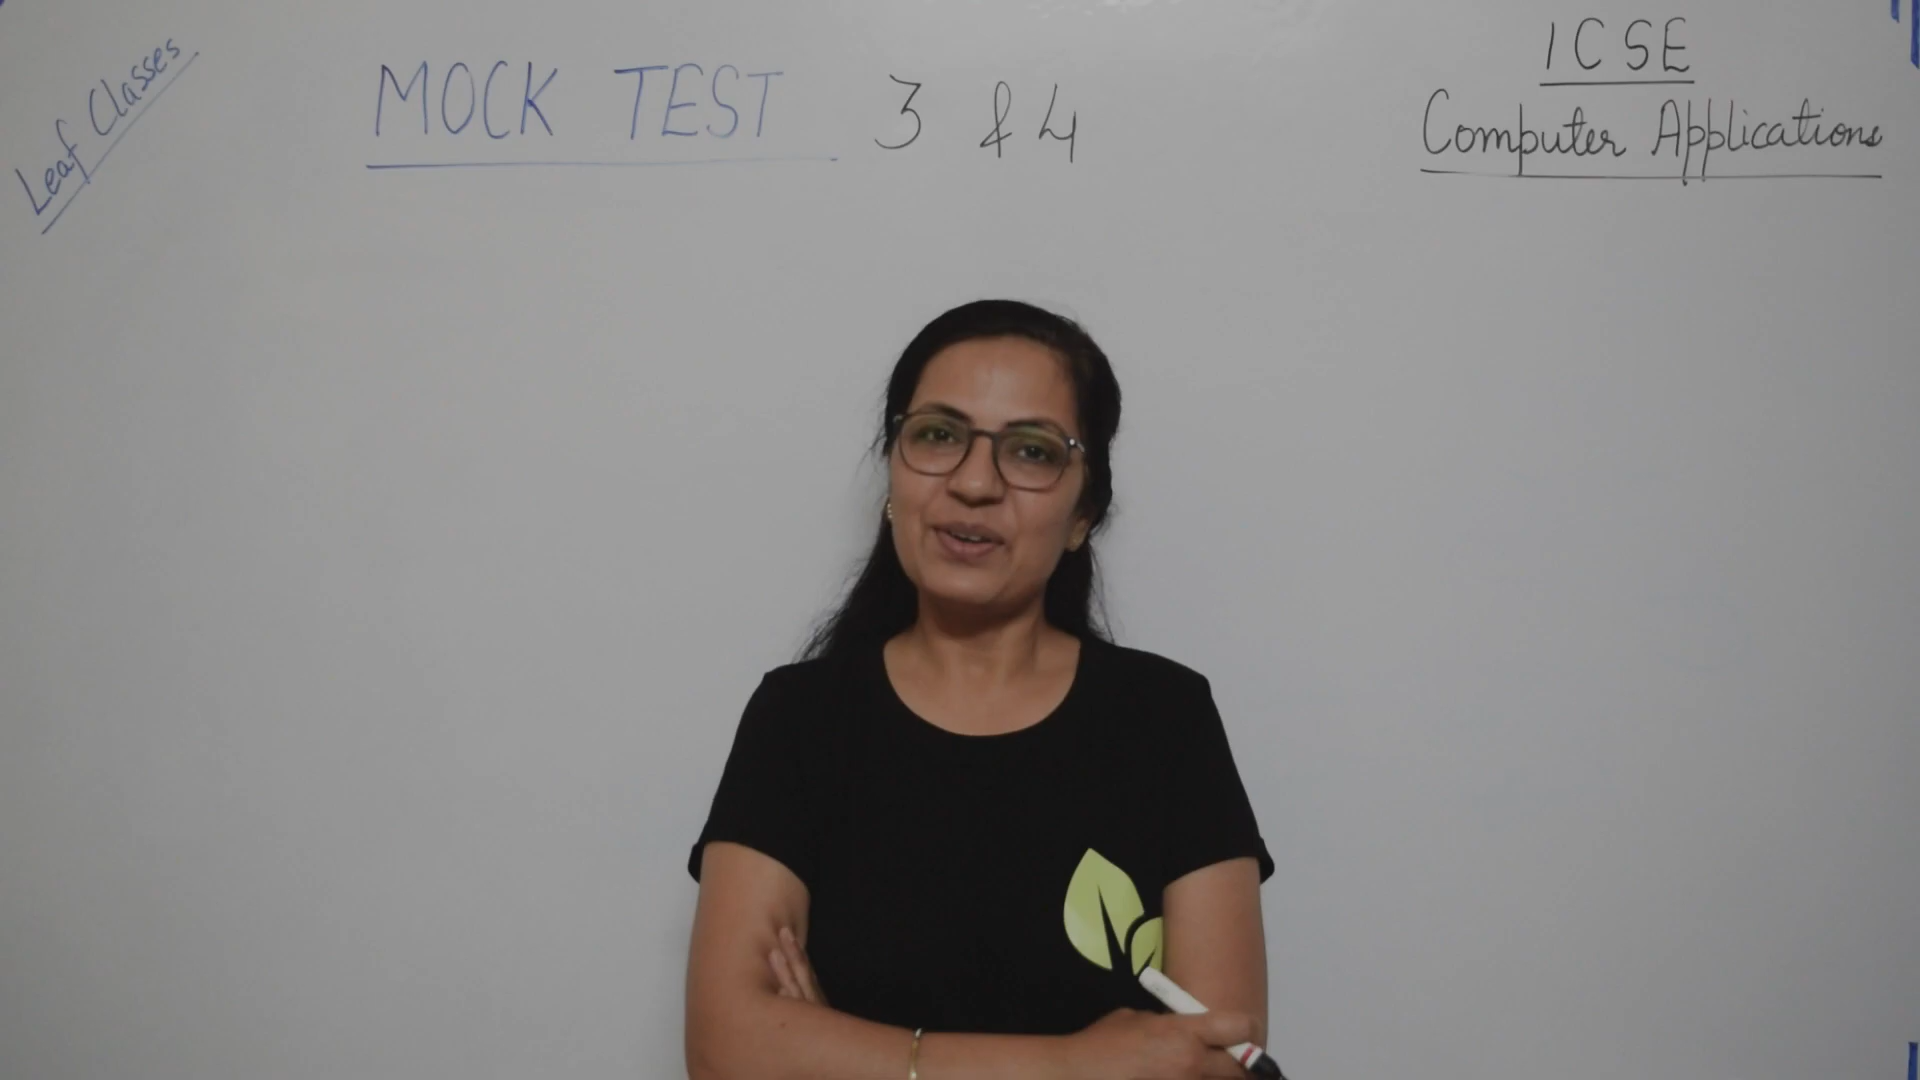 Leaf Classes
MOCK TEST 3 & 4
ICSE
Computer Applications